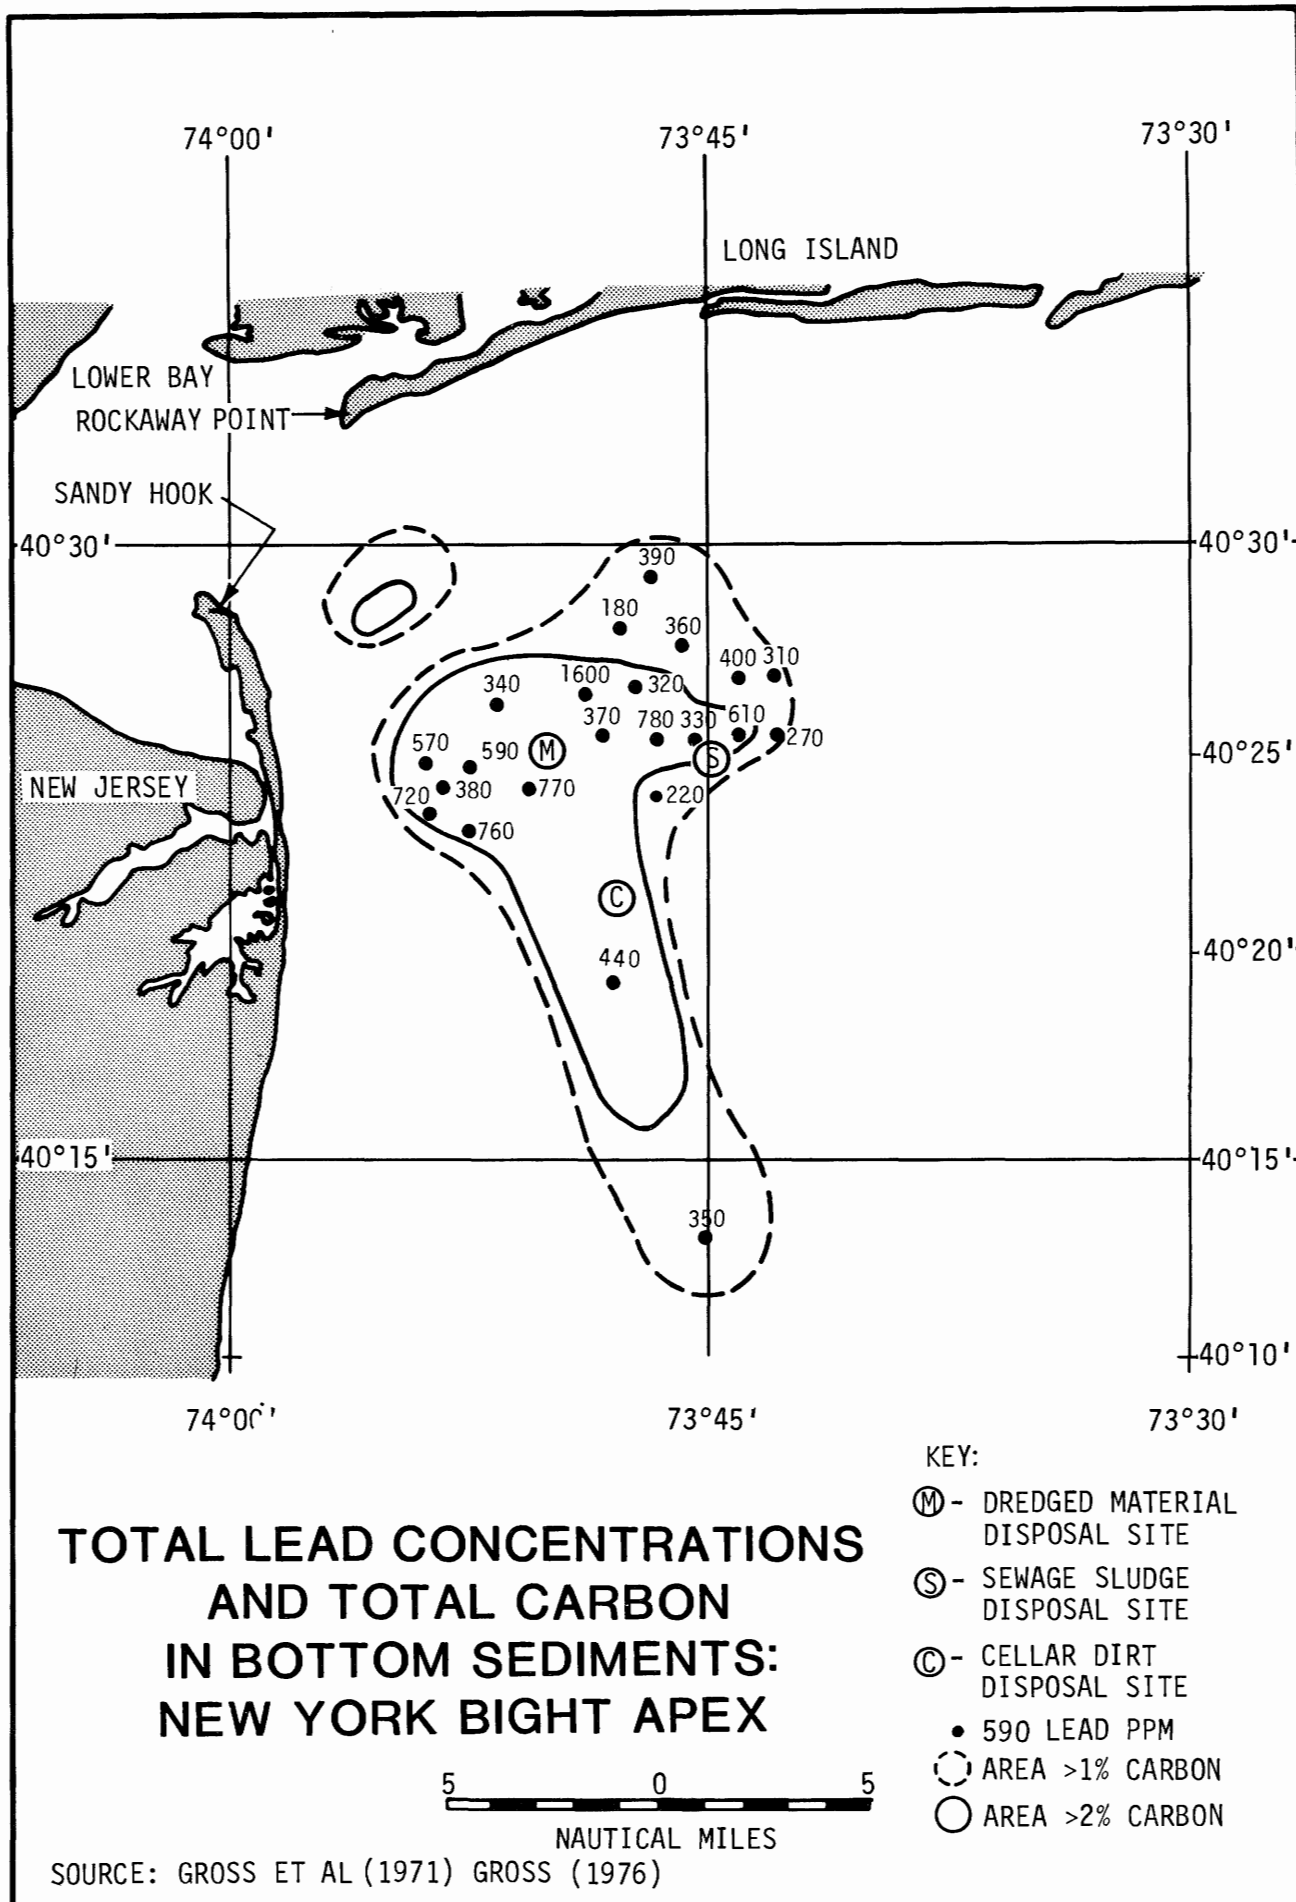 74°00' 73°45' 73°30'
LONG ISLAND
LOWER BAY
ROCKAWAY POINT
SANDY HOOK
40°30' 40°30'
390
180
360
400 310
1600
320
340
370 780 330 610
270
570
590
M
S
40°25'
NEW JERSEY
720
380
770
220
760
C
40°20'
440
40°15' 40°15'
350
40°10'
74°00' 73°45' 73°30'
KEY:
M - DREDGED MATERIAL
DISPOSAL SITE
S - SEWAGE SLUDGE
DISPOSAL SITE
C - CELLAR DIRT
DISPOSAL SITE
• 590 LEAD PPM
AREA >1% CARBON
AREA >2% CARBON
TOTAL LEAD CONCENTRATIONS
AND TOTAL CARBON
IN BOTTOM SEDIMENTS:
NEW YORK BIGHT APEX
5 0 5
NAUTICAL MILES
SOURCE: GROSS ET AL (1971) GROSS (1976)